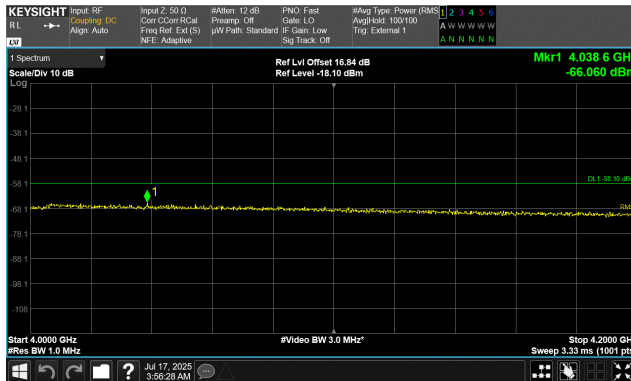 KEYSIGHT
RL
LXI
Input: RF
Coupling: DC
Align: Auto
Input Z: 50 Ω
Corr CCorr RCal
Freq Ref: Ext (S)
NFE: Adaptive
#Atten: 12 dB
Preamp: Off
µW Path: Standard
PNO: Fast
Gate: LO
IF Gain: Low
Sig Track: Off
#Avg Type: Power (RMS
Avg|Hold: 100/100
Trig: External 1
1 2 3 4 5 6
A W W W W W
A N N N N N
1 Spectrum
Scale/Div 10 dB
Ref Lvl Offset 16.84 dB
Ref Level -18.10 dBm
Mkr1 4.038 6 GH
-66.060 dBr
Log
-28.1
-38.1
-48.1
-58.1
-68.1
-78.1
-88.1
-98.1
-108
1
DL1 -58.10 dB
RM
Start 4.0000 GHz
#Video BW 3.0 MHz*
Stop 4.2000 GH
#Res BW 1.0 MHz
Sweep 3.33 ms (1001 pts
?
Jul 17, 2025
3:56:28 AM